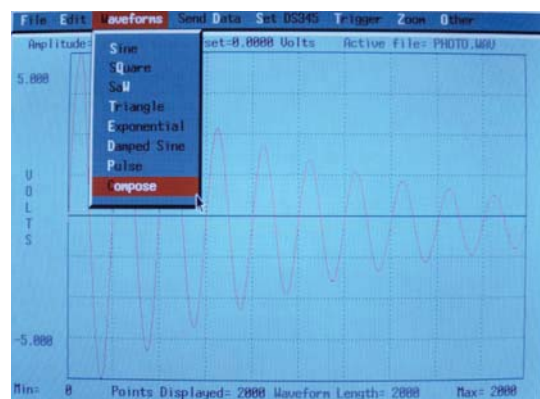 File Edit Waveforms Send Data Set DS345 Trigger Zoom Other
Amplitude= set=0.0000 Volts Active file= PHOTO.WAV
Sine
SQuare
SaW
Triangle
Exponential
Damped Sine
Pulse
Compose
5.000
VOLTS
-5.000
Min= 0 Points Displayed= 2000 Waveform Length= 2000 Max= 2000